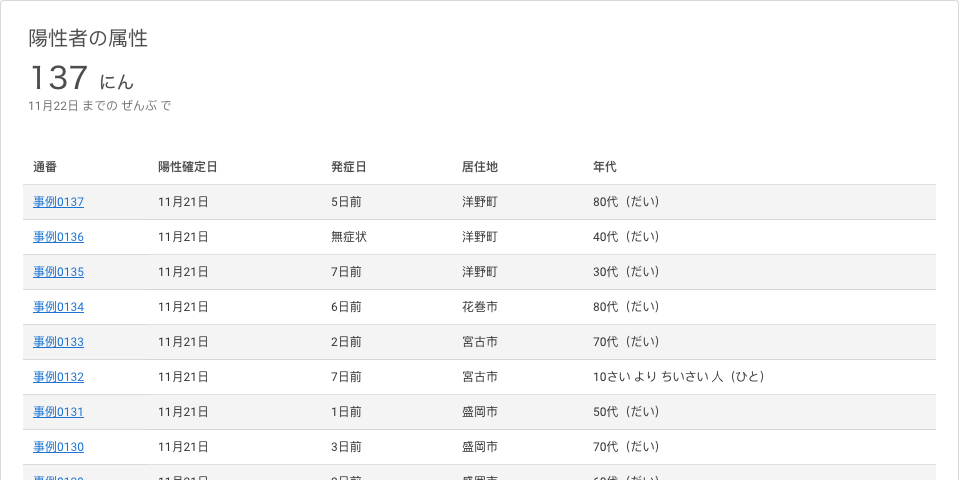 陽性者の属性
137 にん
11月22日 までの ぜんぶ で
通番 陽性確定日 発症日 居住地 年代
事例0137 11月21日 5日前 洋野町 80代（だい）
事例0136 11月21日 無症状 洋野町 40代（だい）
事例0135 11月21日 7日前 洋野町 30代（だい）
事例0134 11月21日 6日前 花巻市 80代（だい）
事例0133 11月21日 2日前 宮古市 70代（だい）
事例0132 11月21日 7日前 宮古市 10さい より ちいさい 人（ひと）
事例0131 11月21日 1日前 盛岡市 50代（だい）
事例0130 11月21日 3日前 盛岡市 70代（だい）